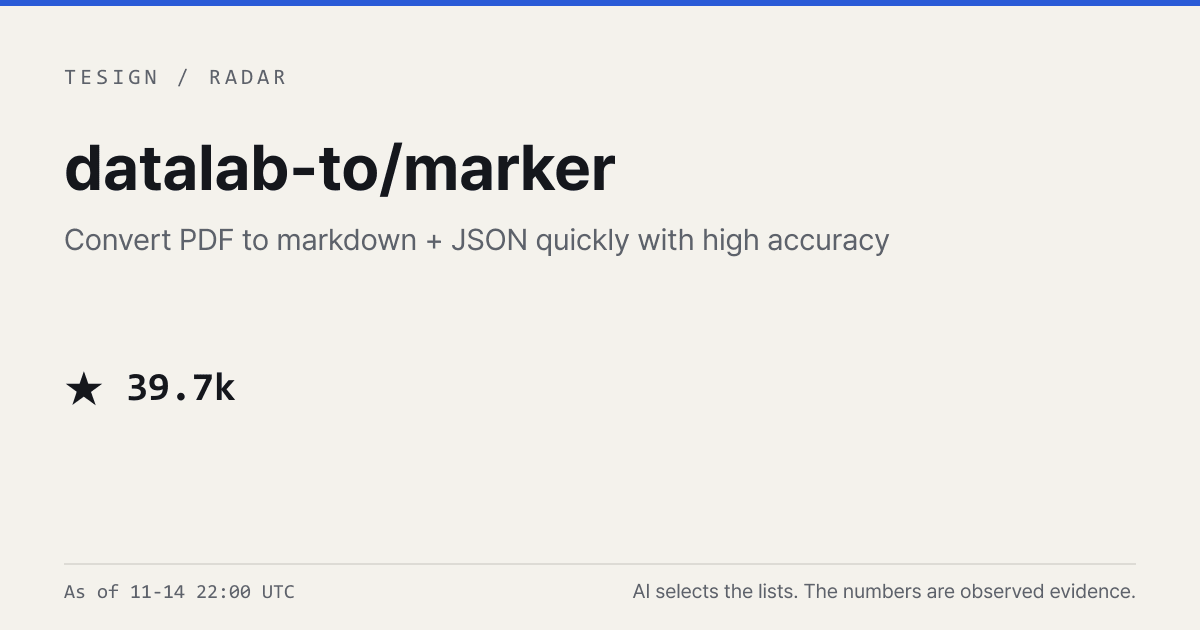 TESIGN / RADAR
datalab-to/marker
Convert PDF to markdown + JSON quickly with high accuracy
★ 39.7k
As of 11-14 22:00 UTC
AI selects the lists. The numbers are observed evidence.